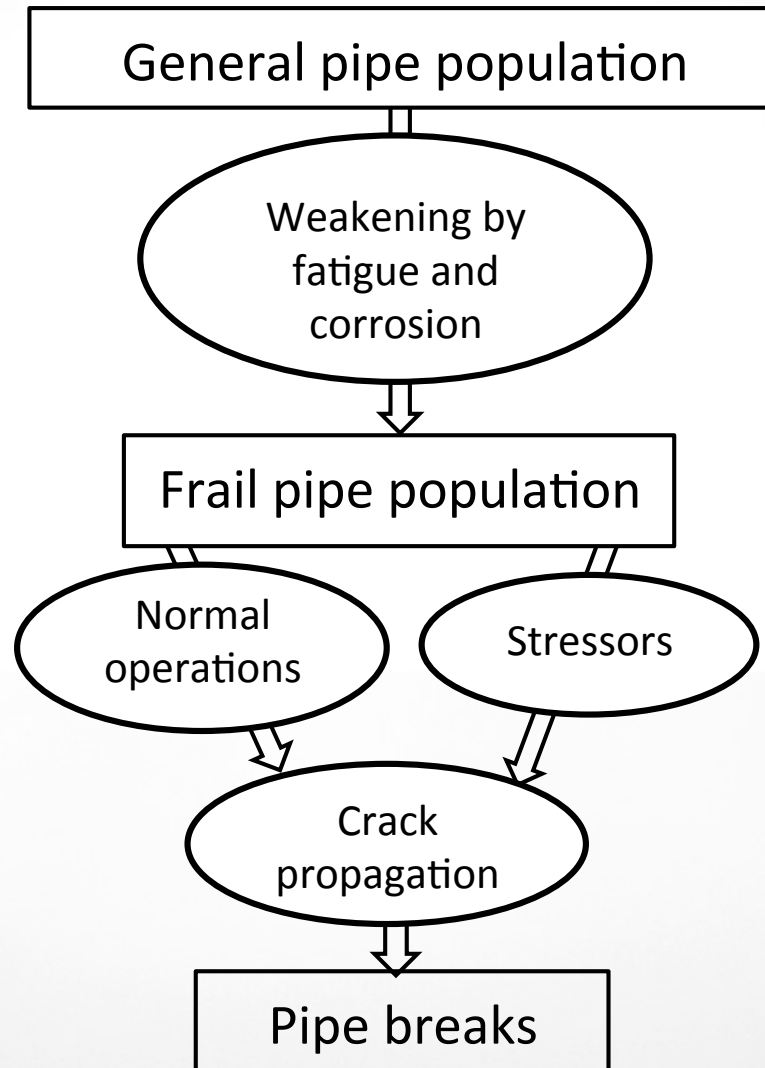 General pipe population
Weakening by
fatigue and
corrosion
Frail pipe population
Normal
operations
Stressors
Crack
propagation
Pipe breaks